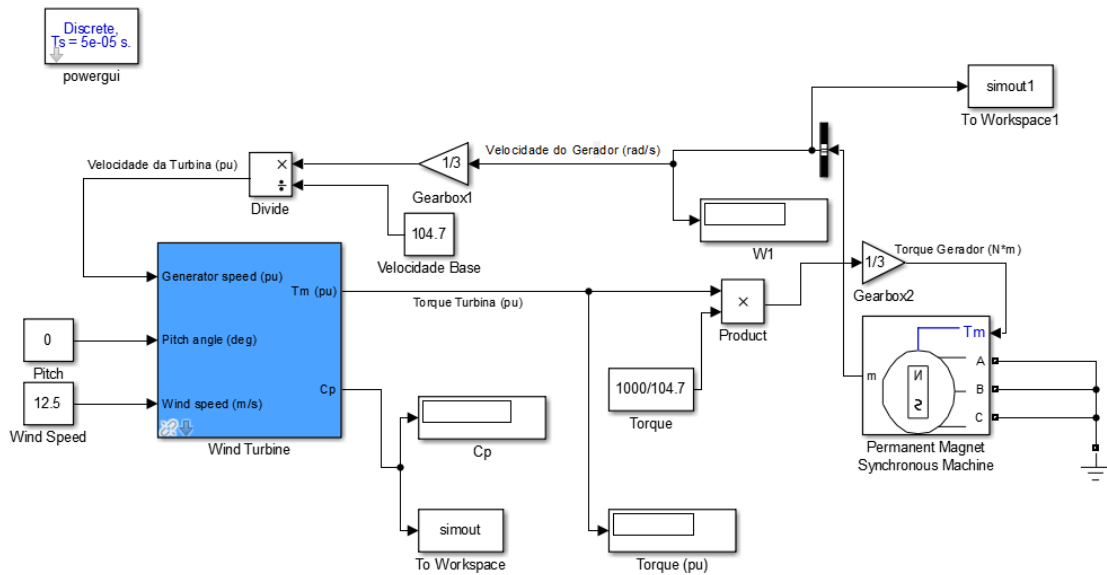 Discrete,
Ts = 5e-05 s.
powergui
simout1
To Workspace1
Velocidade do Gerador (rad/s)
Velocidade da Turbina (pu)
1/3
Gearbox1
×
÷
Divide
104.7
Velocidade Base
W1
Torque Gerador (N*m)
1/3
Gearbox2
Generator speed (pu)
Tm (pu)
Torque Turbina (pu)
×
Product
Pitch angle (deg)
0
Pitch
Cp
12.5
Wind Speed
Wind speed (m/s)
Wind Turbine
1000/104.7
Torque
Tm
m
N
S
A
B
C
Permanent Magnet
Synchronous Machine
Cp
simout
To Workspace
Torque (pu)